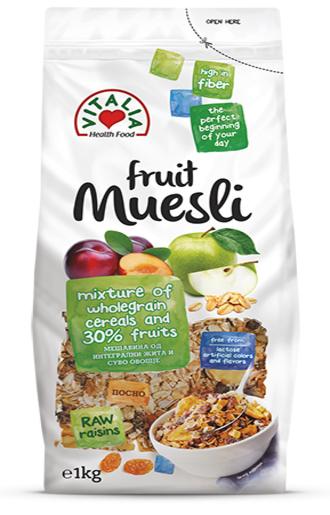 OPEN HERE
high in
fiber
the
perfect
beginning
of your
day
VITALIA
Health Food
fruit
Muesli
mixture of
wholegrain
cereals and
30% fruits
МЕШАВИНА ОД
ИНТЕГРАЛНИ ЖИТА И
СУВО ОВОШЈЕ
free from:
lactose
artificial colors
and flavors
ПОСНО
RAW
raisins
e1kg